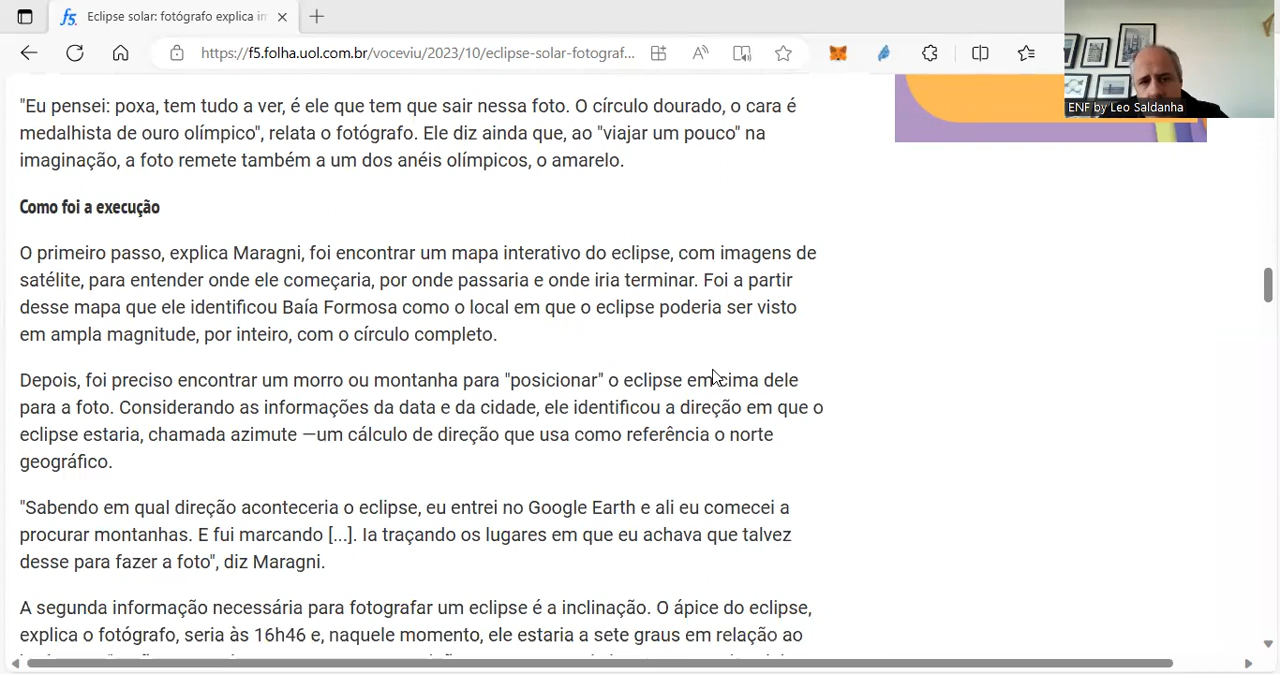 Eclipse solar: fotógrafo explica in
https://f5.folha.uol.com.br/voceviu/2023/10/eclipse-solar-fotograf...
ENF by Leo Saldanha
"Eu pensei: poxa, tem tudo a ver, é ele que tem que sair nessa foto. O círculo dourado, o cara é
medalhista de ouro olímpico", relata o fotógrafo. Ele diz ainda que, ao "viajar um pouco" na
imaginação, a foto remete também a um dos anéis olímpicos, o amarelo.
Como foi a execução
O primeiro passo, explica Maragni, foi encontrar um mapa interativo do eclipse, com imagens de
satélite, para entender onde ele começaria, por onde passaria e onde iria terminar. Foi a partir
desse mapa que ele identificou Baía Formosa como o local em que o eclipse poderia ser visto
em ampla magnitude, por inteiro, com o círculo completo.
Depois, foi preciso encontrar um morro ou montanha para "posicionar" o eclipse em cima dele
para a foto. Considerando as informações da data e da cidade, ele identificou a direção em que o
eclipse estaria, chamada azimute —um cálculo de direção que usa como referência o norte
geográfico.
"Sabendo em qual direção aconteceria o eclipse, eu entrei no Google Earth e ali eu comecei a
procurar montanhas. E fui marcando [...]. Ia traçando os lugares em que eu achava que talvez
desse para fazer a foto", diz Maragni.
A segunda informação necessária para fotografar um eclipse é a inclinação. O ápice do eclipse,
explica o fotógrafo, seria às 16h46 e, naquele momento, ele estaria a sete graus em relação ao